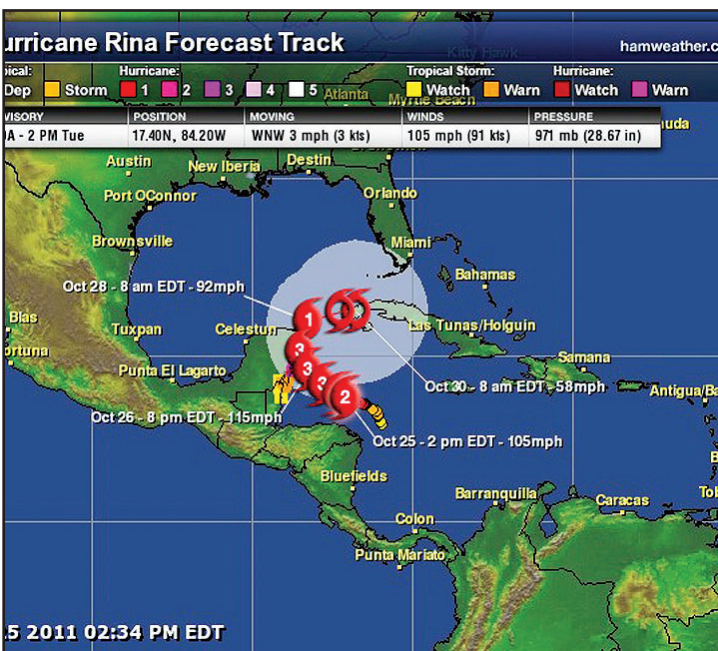 urricane Rina Forecast Track
hamweather.c
pical:
Hurricane:
Tropical Storm:
Hurricane:
Dep Storm 1 2 3 4 5 Watch Warn Watch Warn
Kitty Hawk
Atlanta
Myrtle Beach
VISORY POSITION MOVING WINDS PRESSURE
A - 2 PM Tue 17.40N, 84.20W WNW 3 mph (3 kts) 105 mph (91 kts) 971 mb (28.67 in)
uda
Austin
New Iberia
Destin
Port OConnor
Orlando
Brownsville
Miami
Bahamas
Oct 28 - 8 am EDT - 92mph
Blas
Tuxpan
Celestun
1
Las Tunas/Holguin
ortuna
3
Samana
Punta El Lagarto
3
Oct 30 - 8 am EDT - 58mph
Antigua/Ba
2
Oct 26 - 8 pm EDT - 115mph
Oct 25 - 2 pm EDT - 105mph
Bluefields
B
Barranquilla
Caracas
Tol
Colon
Punta Mariato
5 2011 02:34 PM EDT